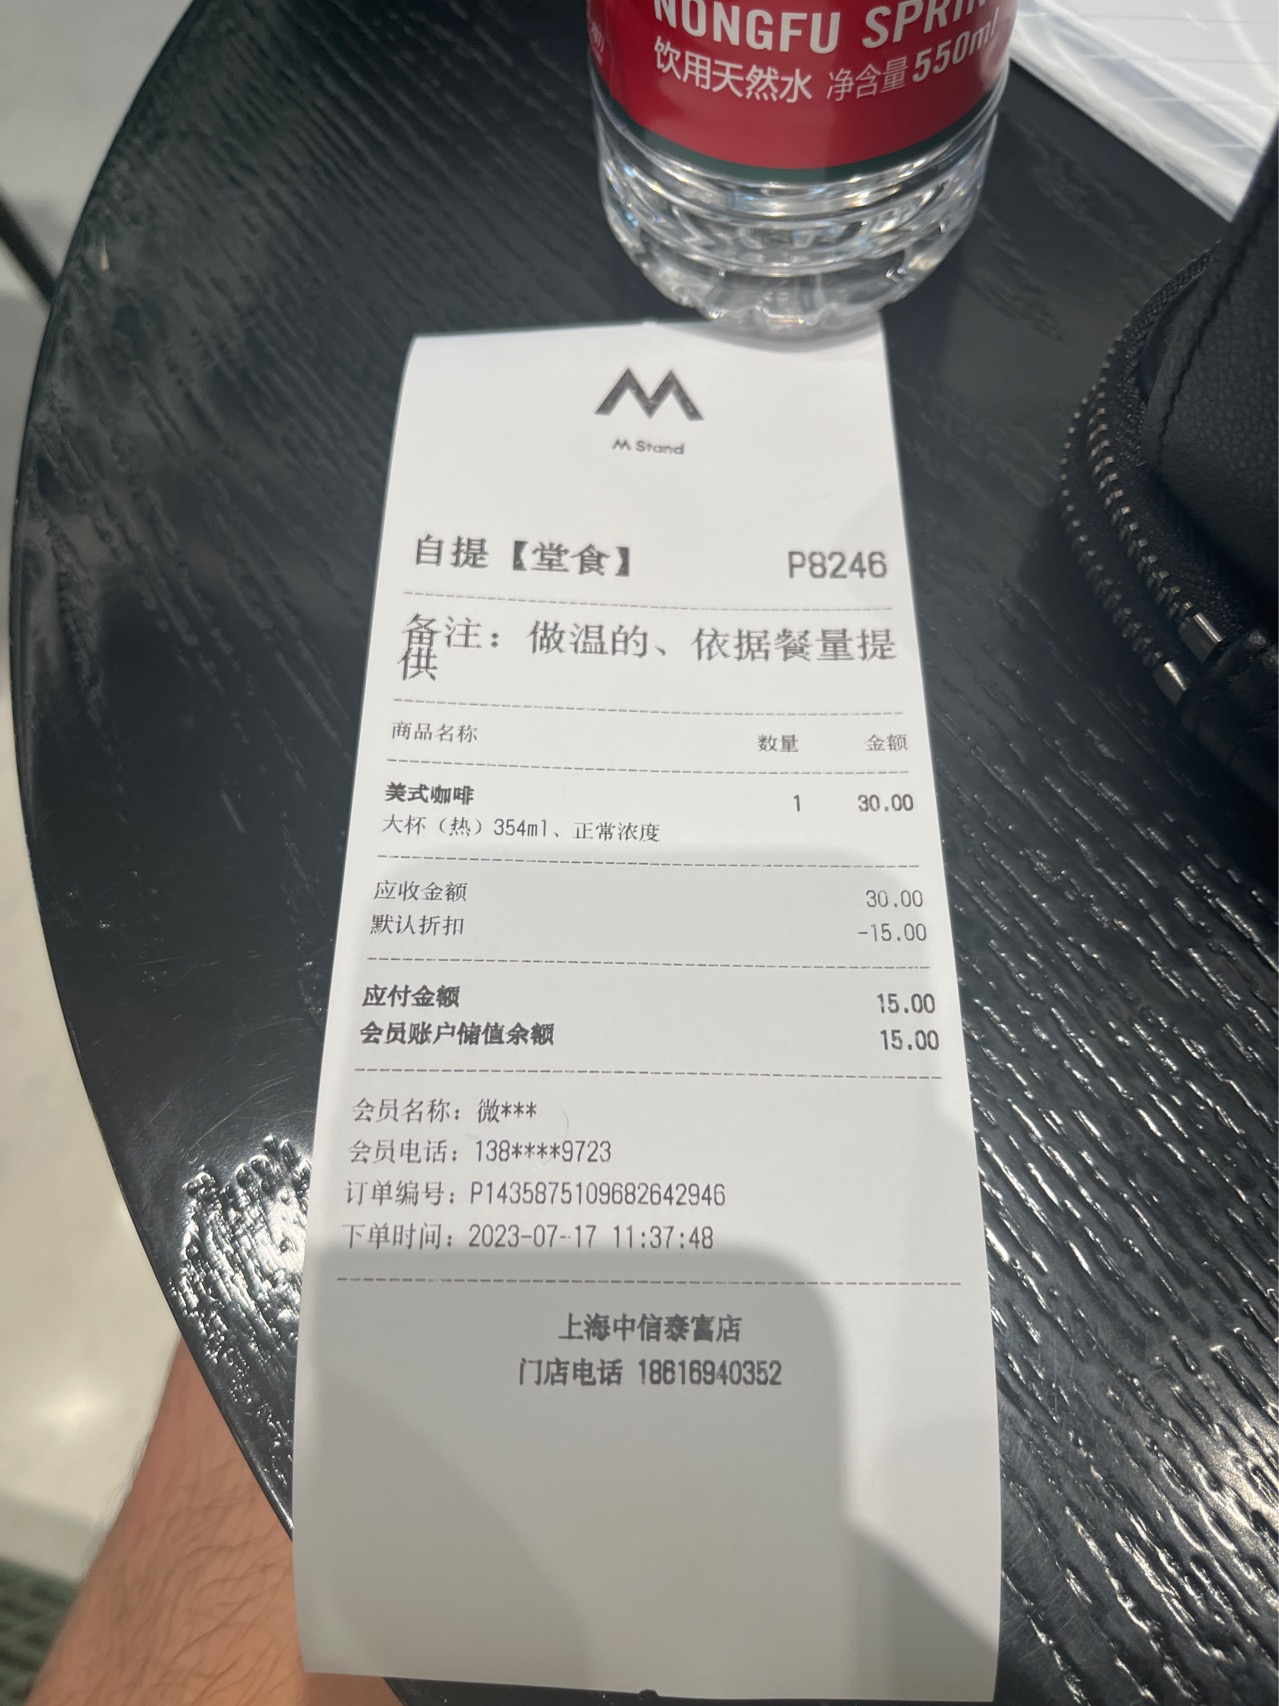 NONGFU SPRIN
饮用天然水 净含量550ml
M Stand
自提【堂食】 P8246
备注：做温的、依据餐量提
供
商品名称 数量 金额
美式咖啡 1 30.00
大杯（热）354ml、正常浓度
应收金额 30.00
默认折扣 -15.00
应付金额 15.00
会员账户储值余额 15.00
会员名称：微***
会员电话：138****9723
订单编号：P1435875109682642946
下单时间：2023-07-17 11:37:48
上海中信泰富店
门店电话 18616940352